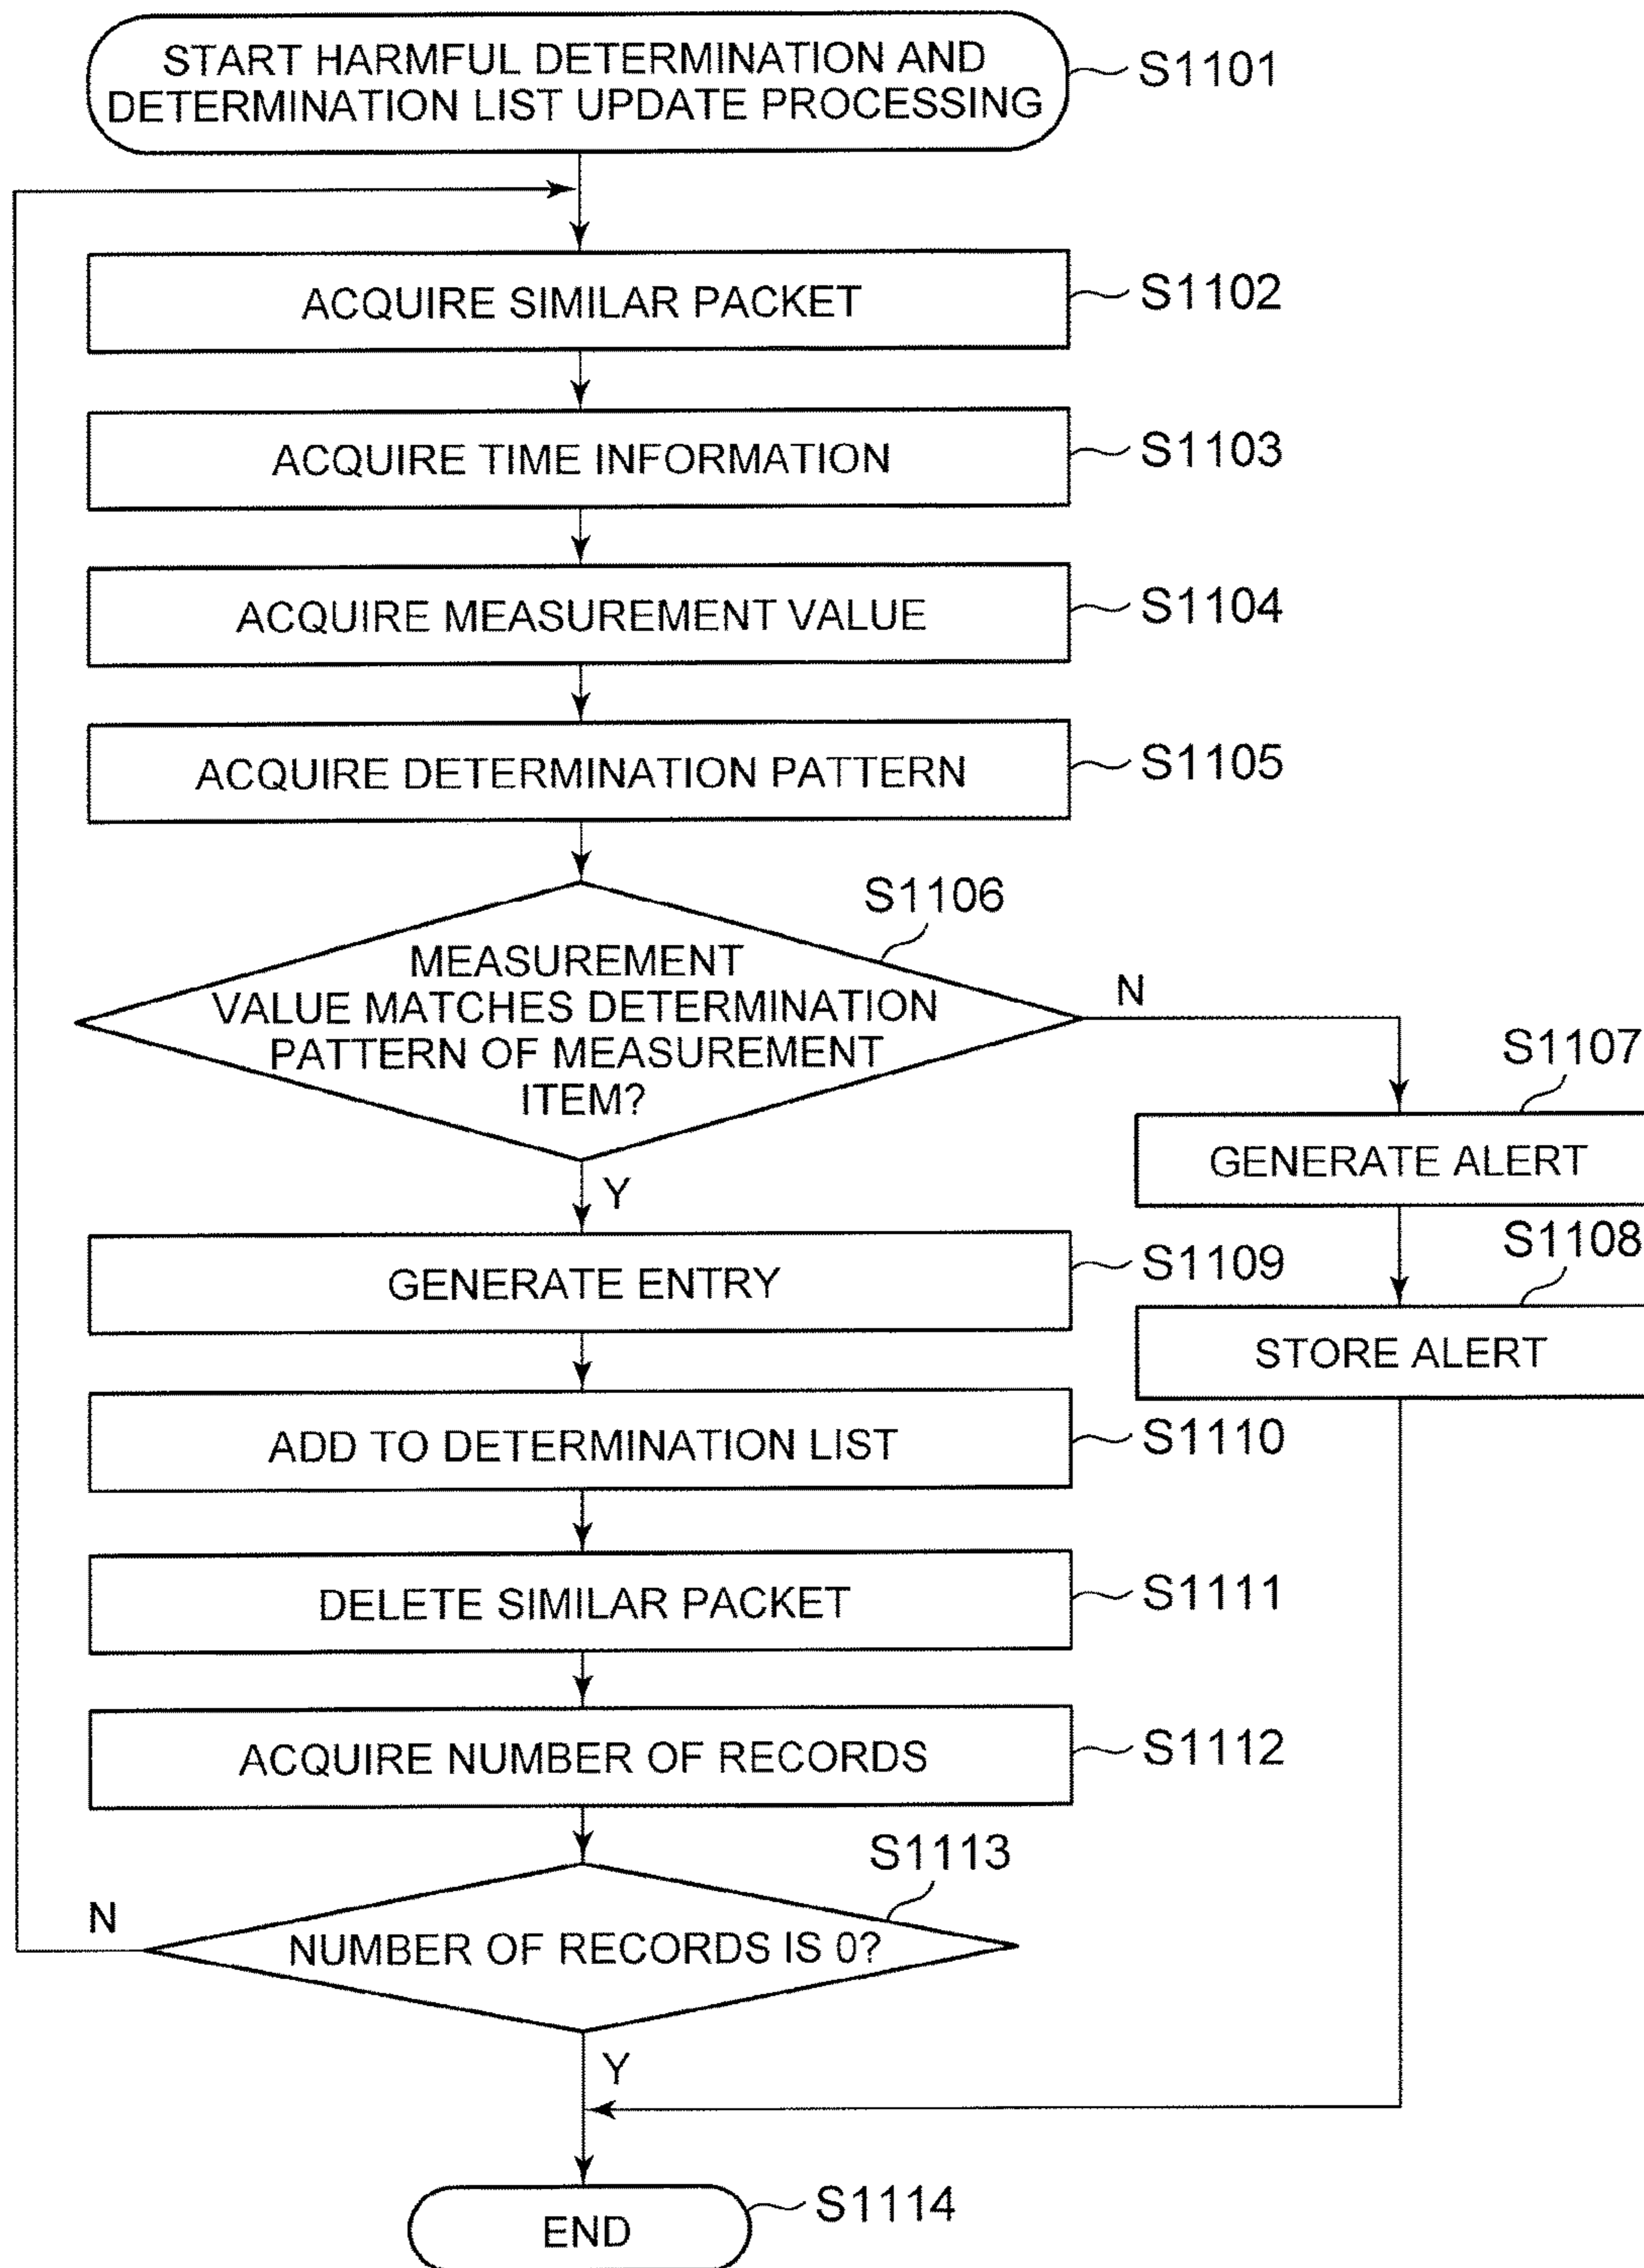 START HARMFUL DETERMINATION AND
DETERMINATION LIST UPDATE PROCESSING
S1101
ACQUIRE SIMILAR PACKET
S1102
ACQUIRE TIME INFORMATION
S1103
ACQUIRE MEASUREMENT VALUE
S1104
ACQUIRE DETERMINATION PATTERN
S1105
S1106
MEASUREMENT
VALUE MATCHES DETERMINATION
PATTERN OF MEASUREMENT
ITEM?
N
S1107
GENERATE ALERT
Y
S1108
STORE ALERT
GENERATE ENTRY
S1109
ADD TO DETERMINATION LIST
S1110
DELETE SIMILAR PACKET
S1111
ACQUIRE NUMBER OF RECORDS
S1112
S1113
N
NUMBER OF RECORDS IS 0?
Y
END
S1114